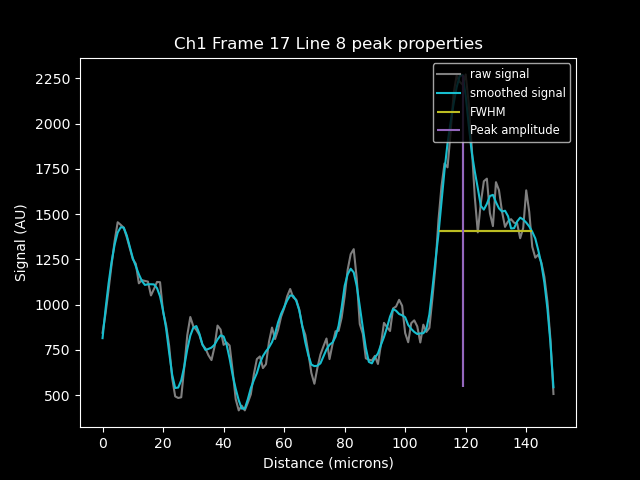 Ch1 Frame 17 Line 8 peak properties
raw signal
smoothed signal
FWHM
Peak amplitude
Signal (AU)
2250
2000
1750
1500
1250
1000
750
500
0 20 40 60 80 100 120 140
Distance (microns)